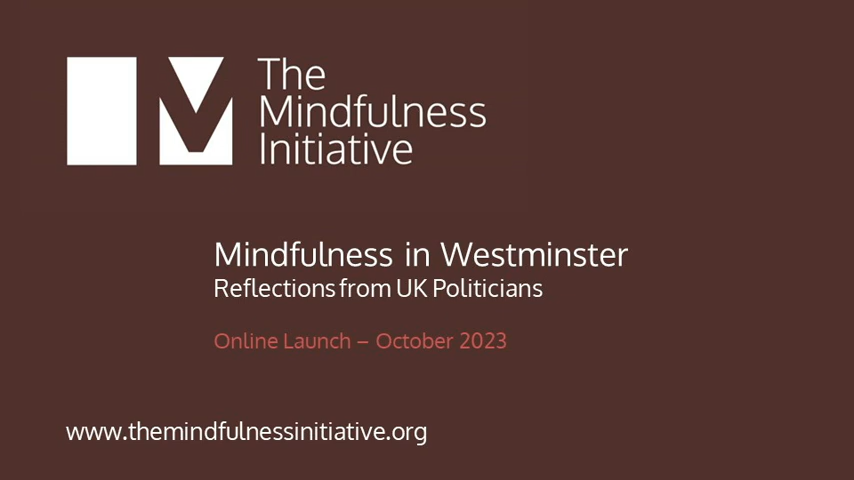 The
Mindfulness
Initiative
Mindfulness in Westminster
Reflections from UK Politicians
Online Launch – October 2023
www.themindfulnessinitiative.org